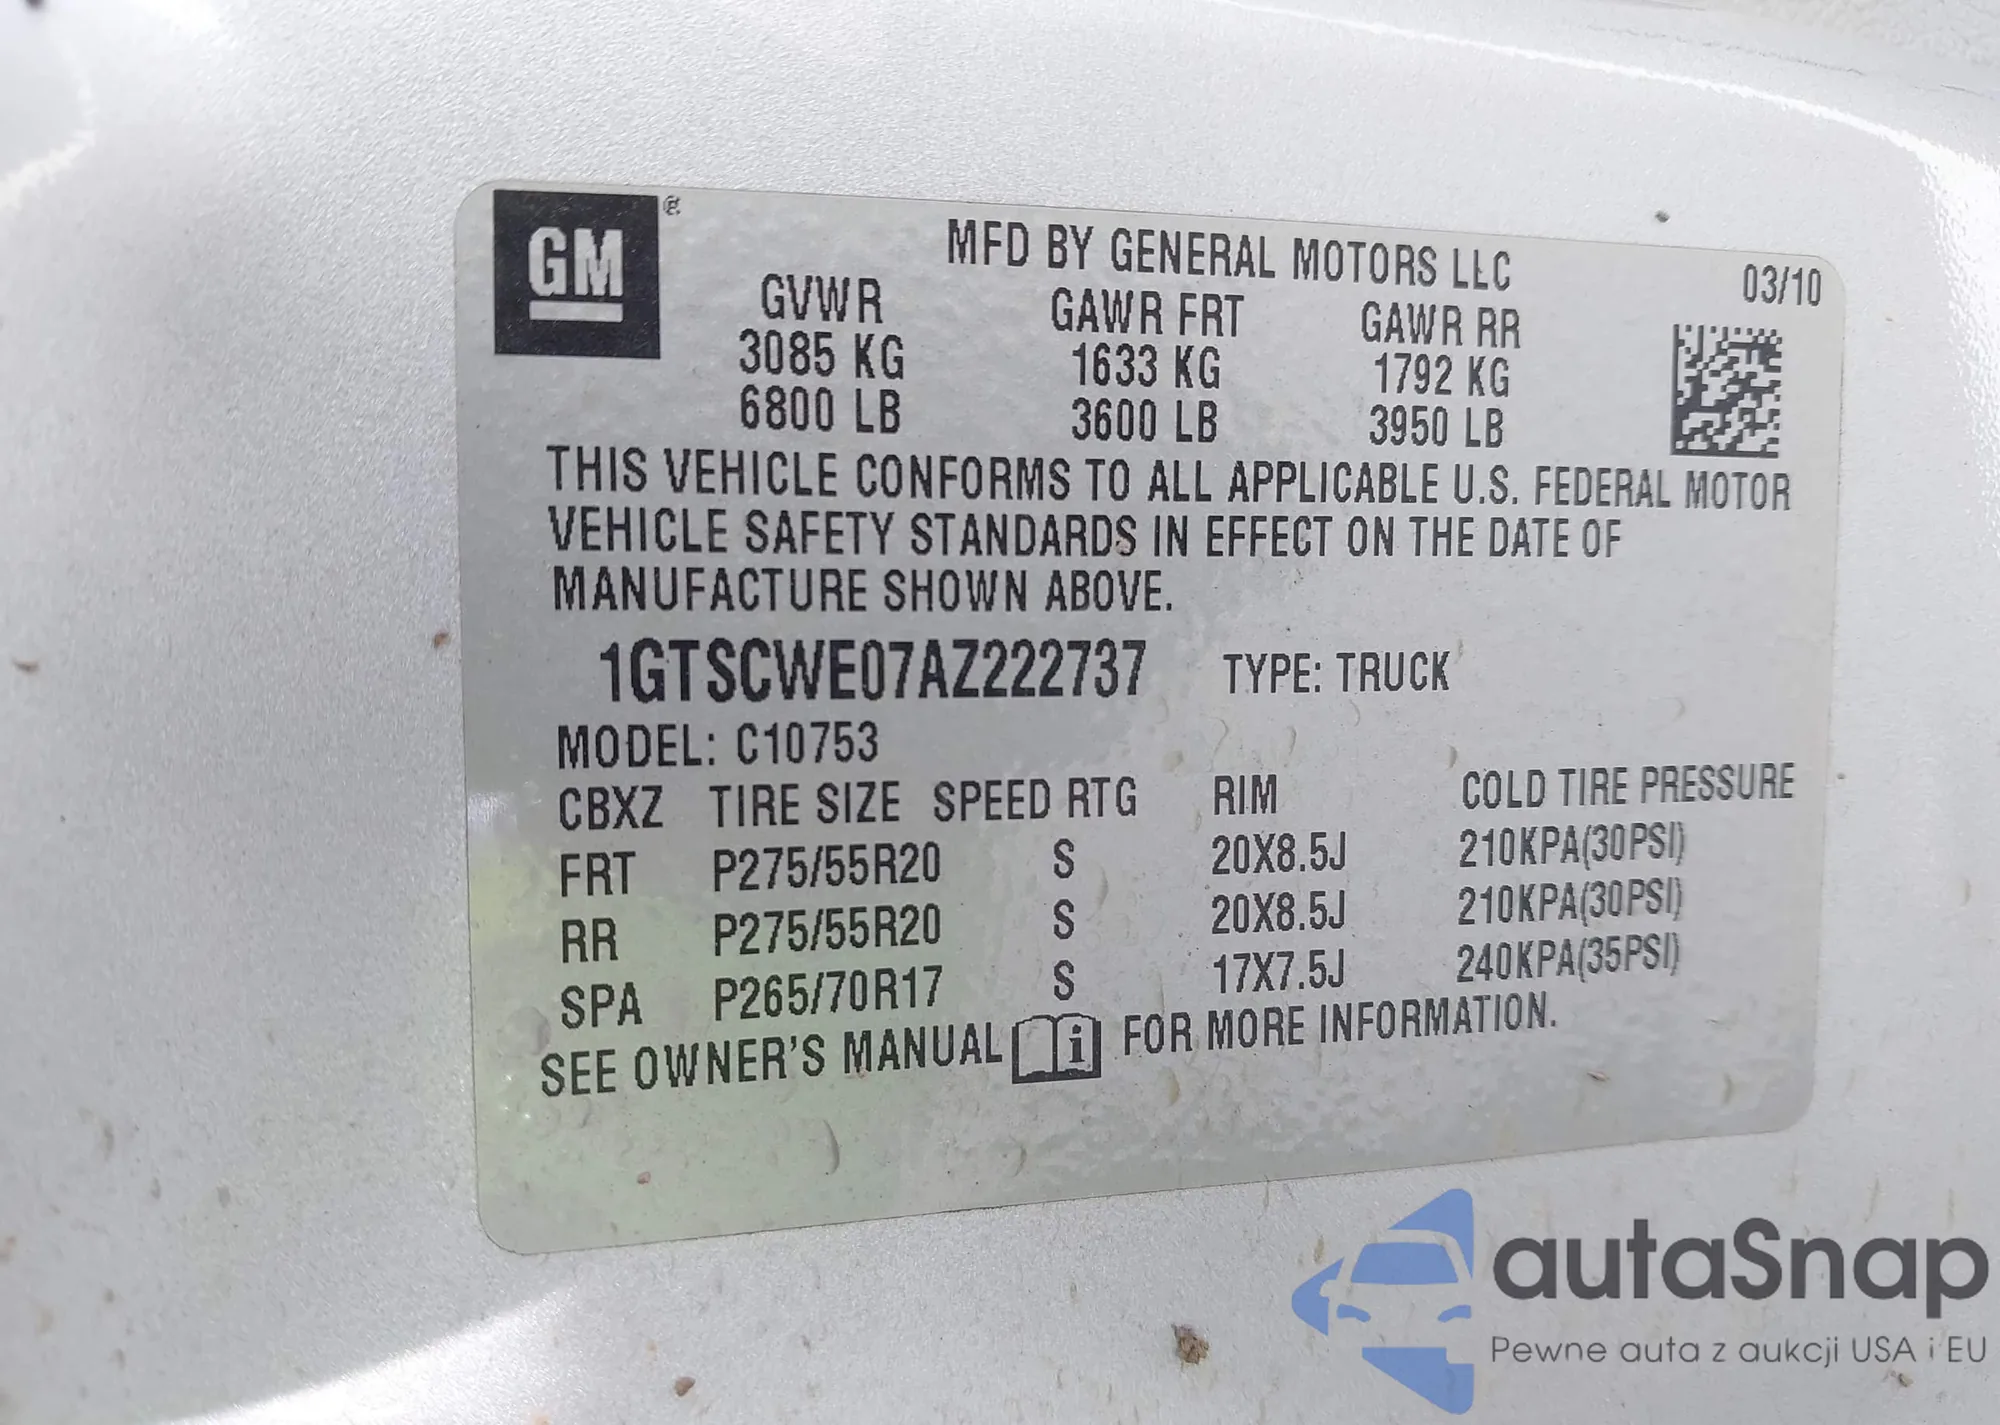 GM ®
MFD BY GENERAL MOTORS LLC 03/10
GVWR GAWR FRT GAWR RR
3085 KG 1633 KG 1792 KG
6800 LB 3600 LB 3950 LB
THIS VEHICLE CONFORMS TO ALL APPLICABLE U.S. FEDERAL MOTOR
VEHICLE SAFETY STANDARDS IN EFFECT ON THE DATE OF
MANUFACTURE SHOWN ABOVE.
1GTSCWE07AZ222737 TYPE: TRUCK
MODEL: C10753
CBXZ TIRE SIZE SPEED RTG RIM COLD TIRE PRESSURE
FRT P275/55R20 S 20X8.5J 210KPA(30PSI)
RR P275/55R20 S 20X8.5J 210KPA(30PSI)
SPA P265/70R17 S 17X7.5J 240KPA(35PSI)
SEE OWNER'S MANUAL i FOR MORE INFORMATION.
autaSnap
Pewne auta z aukcji USA i EU